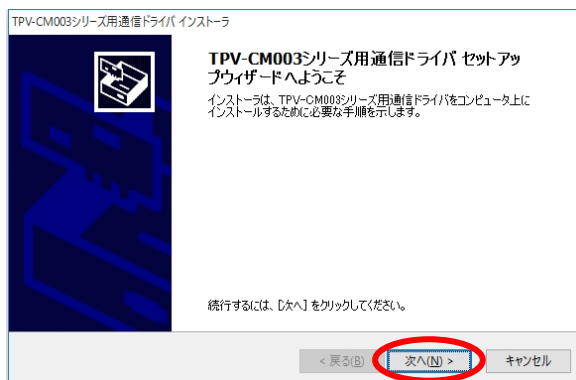 TPV-CM003シリーズ用通信ドライバ インストーラ
TPV-CM003シリーズ用通信ドライバ セットアッ
プウィザードへようこそ
インストーラは、TPV-CM003シリーズ用通信ドライバをコンピュータ上に
インストールするために必要な手順を示します。
続行するには、[次へ] をクリックしてください。
< 戻る(B) 次へ(N) > キャンセル